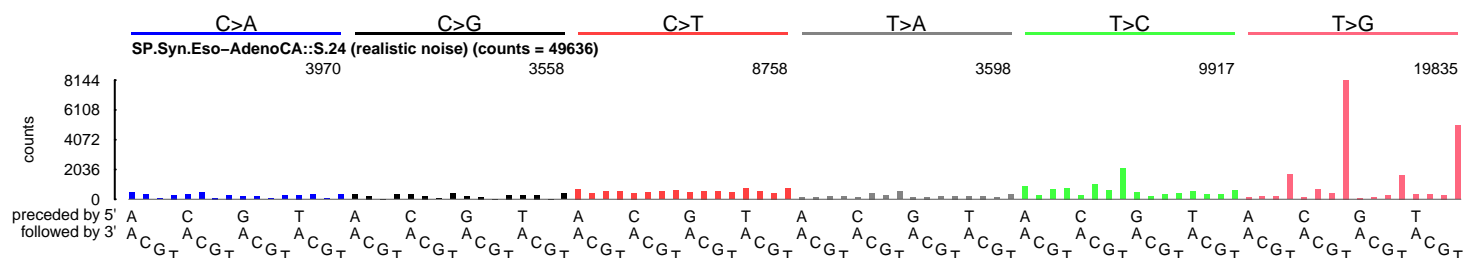 C>A C>G C>T T>A T>C T>G
SP.Syn.Eso–AdenoCA::S.24 (realistic noise) (counts = 49636)
3970 3558 8758 3598 9917 19835
8144
6108
4072
2036
0
counts
preceded by 5' A C G T A C G T A C G T A C G T A C G T A C G T
followed by 3' A C G T A C G T A C G T A C G T A C G T A C G T A C G T A C G T A C G T A C G T A C G T A C G T A C G T A C G T A C G T A C G T A C G T A C G T A C G T A C G T A C G T A C G T A C G T A C G T